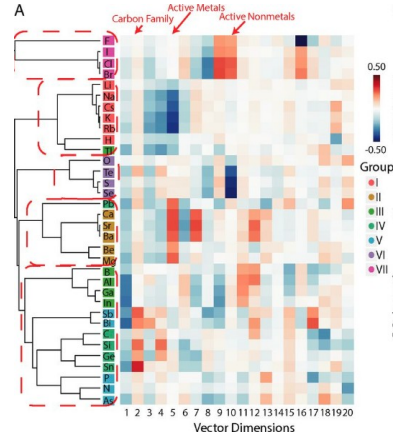 A
Carbon Family
Active Metals
Active Nonmetals
F
I
Cl
Br
Li
Na
Cs
K
Rb
H
Tl
O
Te
S
Se
Pb
Ca
Sr
Ba
Be
Mg
B
Al
Ga
In
Sb
Bi
C
Si
Ge
Sn
P
N
As
1 2 3 4 5 6 7 8 9 10 11 12 13 14 15 16 17 18 19 20
Vector Dimensions
0.50
-0.50
Group
I
II
III
IV
V
VI
VII